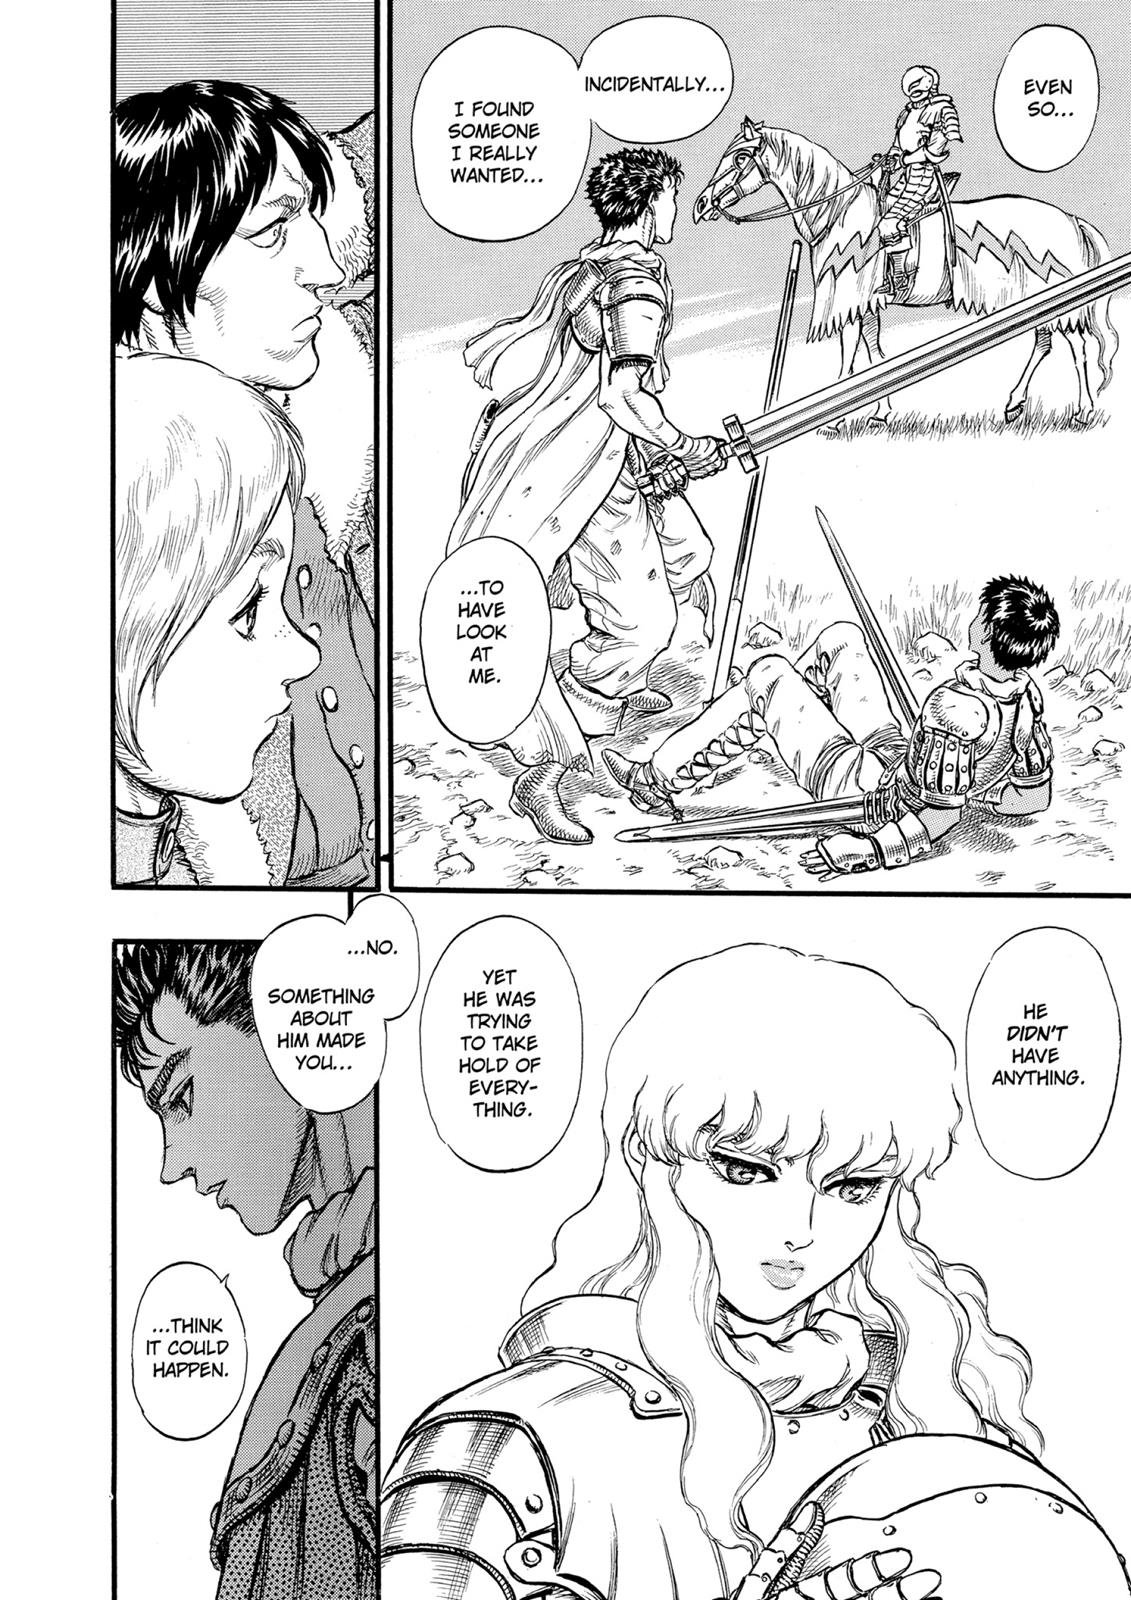 EVEN
SO...
INCIDENTALLY...
I FOUND
SOMEONE
I REALLY
WANTED...
...TO
HAVE
LOOK
AT
ME.
HE
DIDN'T
HAVE
ANYTHING.
YET
HE WAS
TRYING
TO TAKE
HOLD OF
EVERY-
THING.
...NO.
SOMETHING
ABOUT
HIM MADE
YOU...
...THINK
IT COULD
HAPPEN.